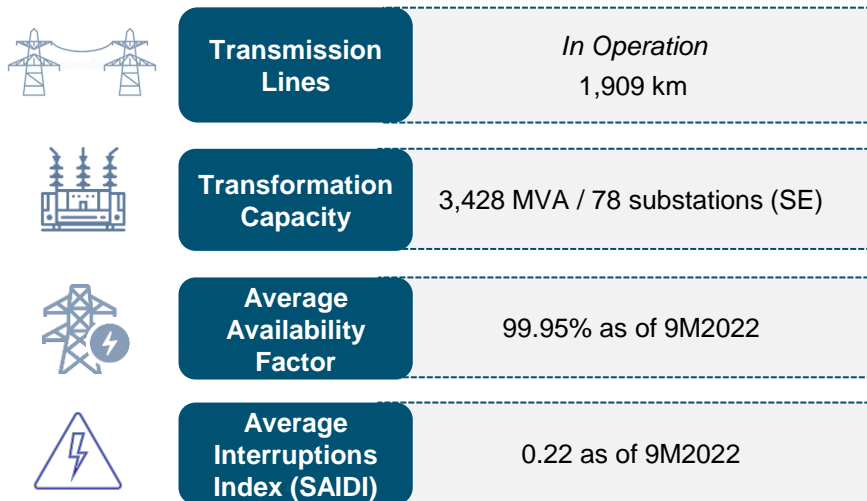 Transmission
Lines
In Operation
1,909 km
Transformation
Capacity
3,428 MVA / 78 substations (SE)
Average
Availability
Factor
99.95% as of 9M2022
Average
Interruptions
Index (SAIDI)
0.22 as of 9M2022